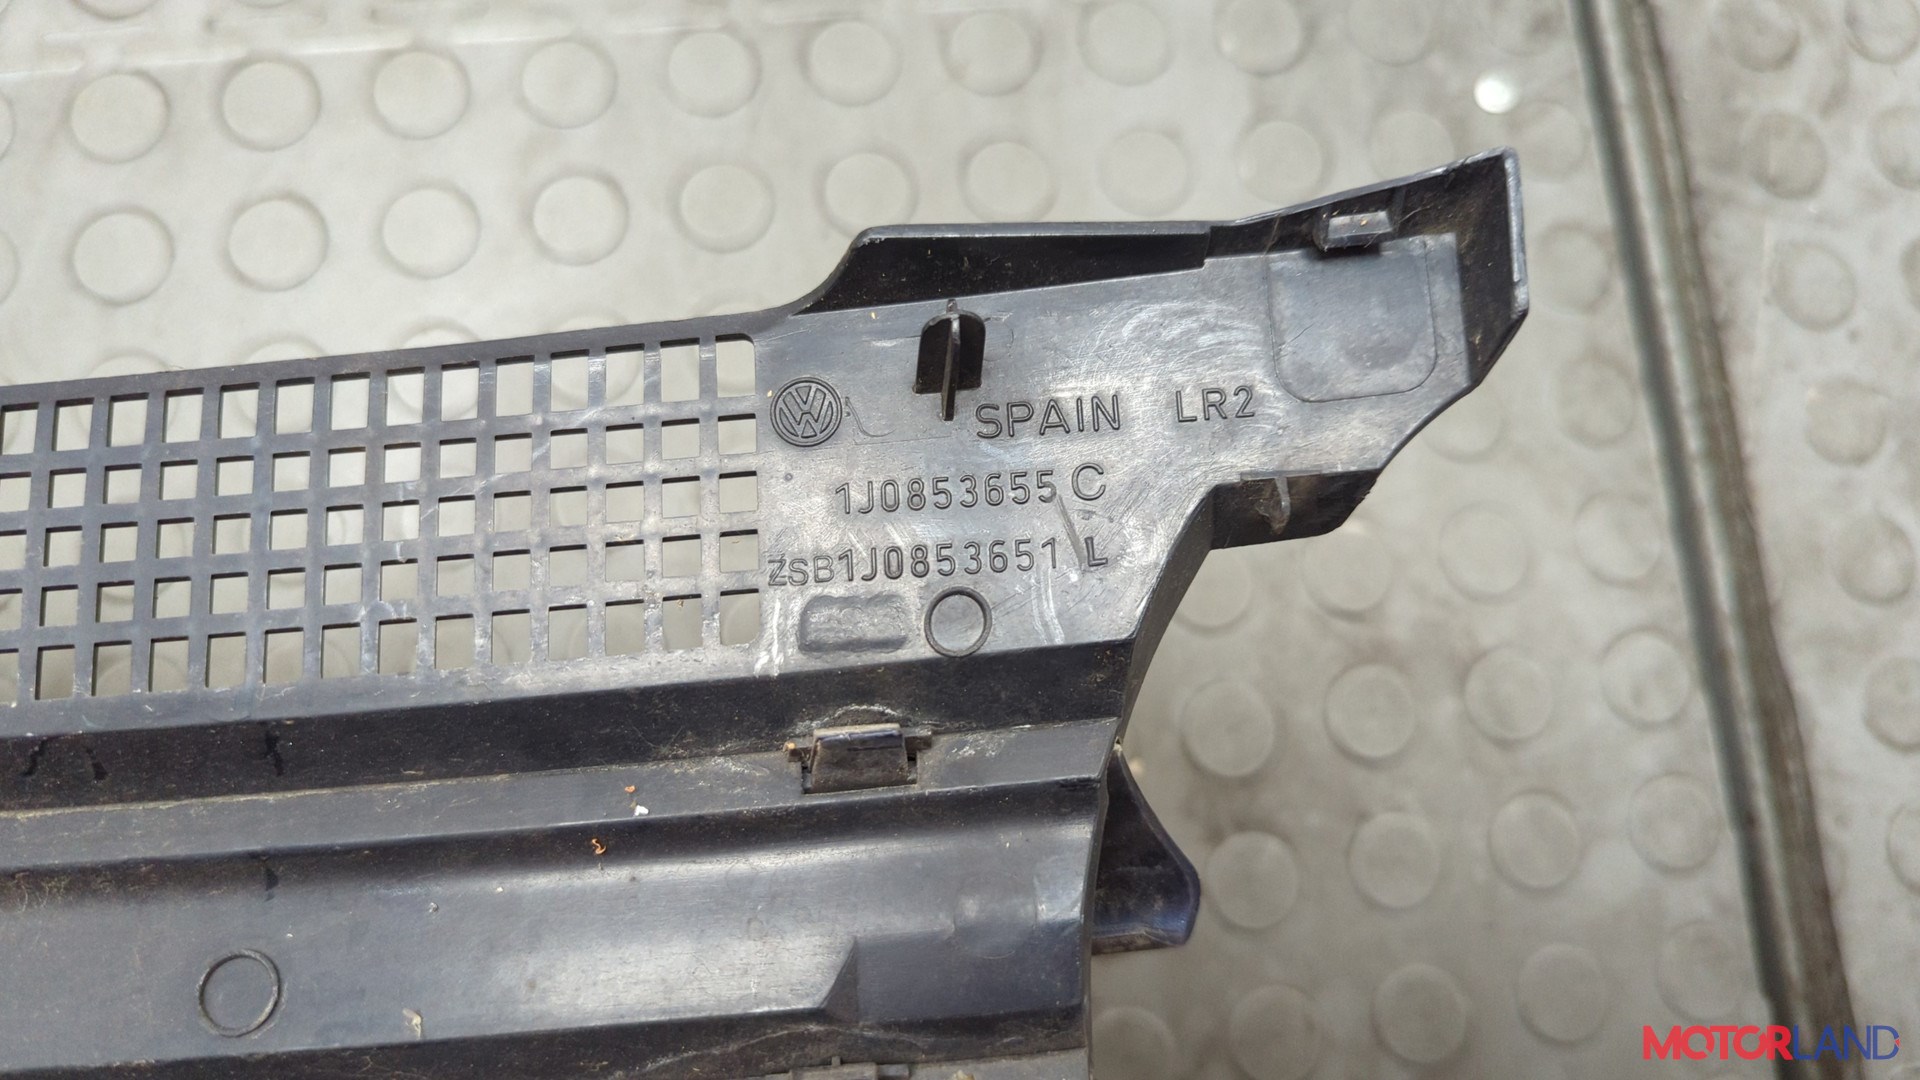 SPAIN LR2
1J0853655 C
ZSB1J0853651 L
MOTORLAND